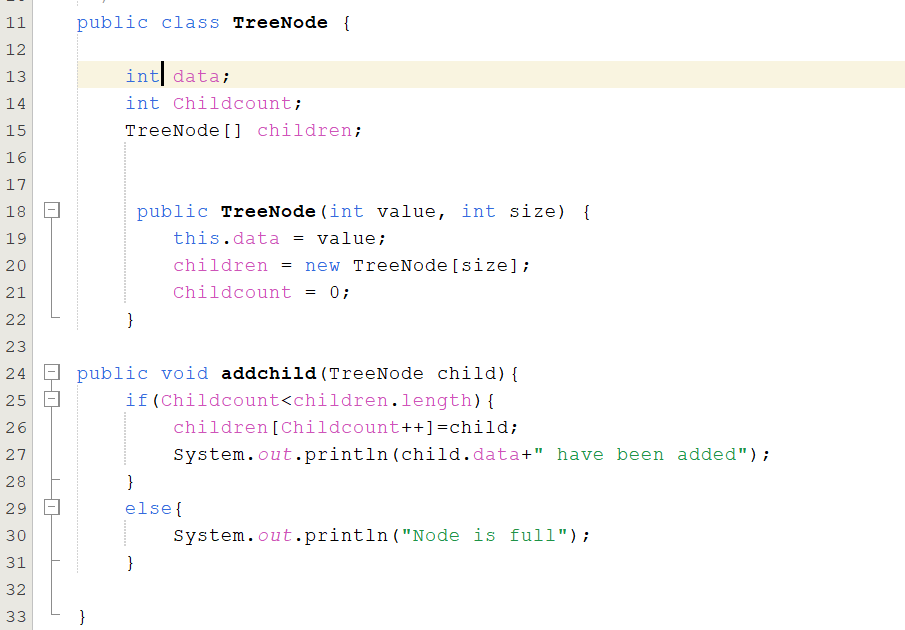 11 public class TreeNode {
12
13     int data;
14     int Childcount;
15     TreeNode[] children;
16
17
18      public TreeNode(int value, int size) {
19         this.data = value;
20         children = new TreeNode[size];
21         Childcount = 0;
22     }
23
24 public void addchild(TreeNode child){
25     if(Childcount<children.length){
26         children[Childcount++]=child;
27         System.out.println(child.data+" have been added");
28     }
29     else{
30         System.out.println("Node is full");
31     }
32
33 }